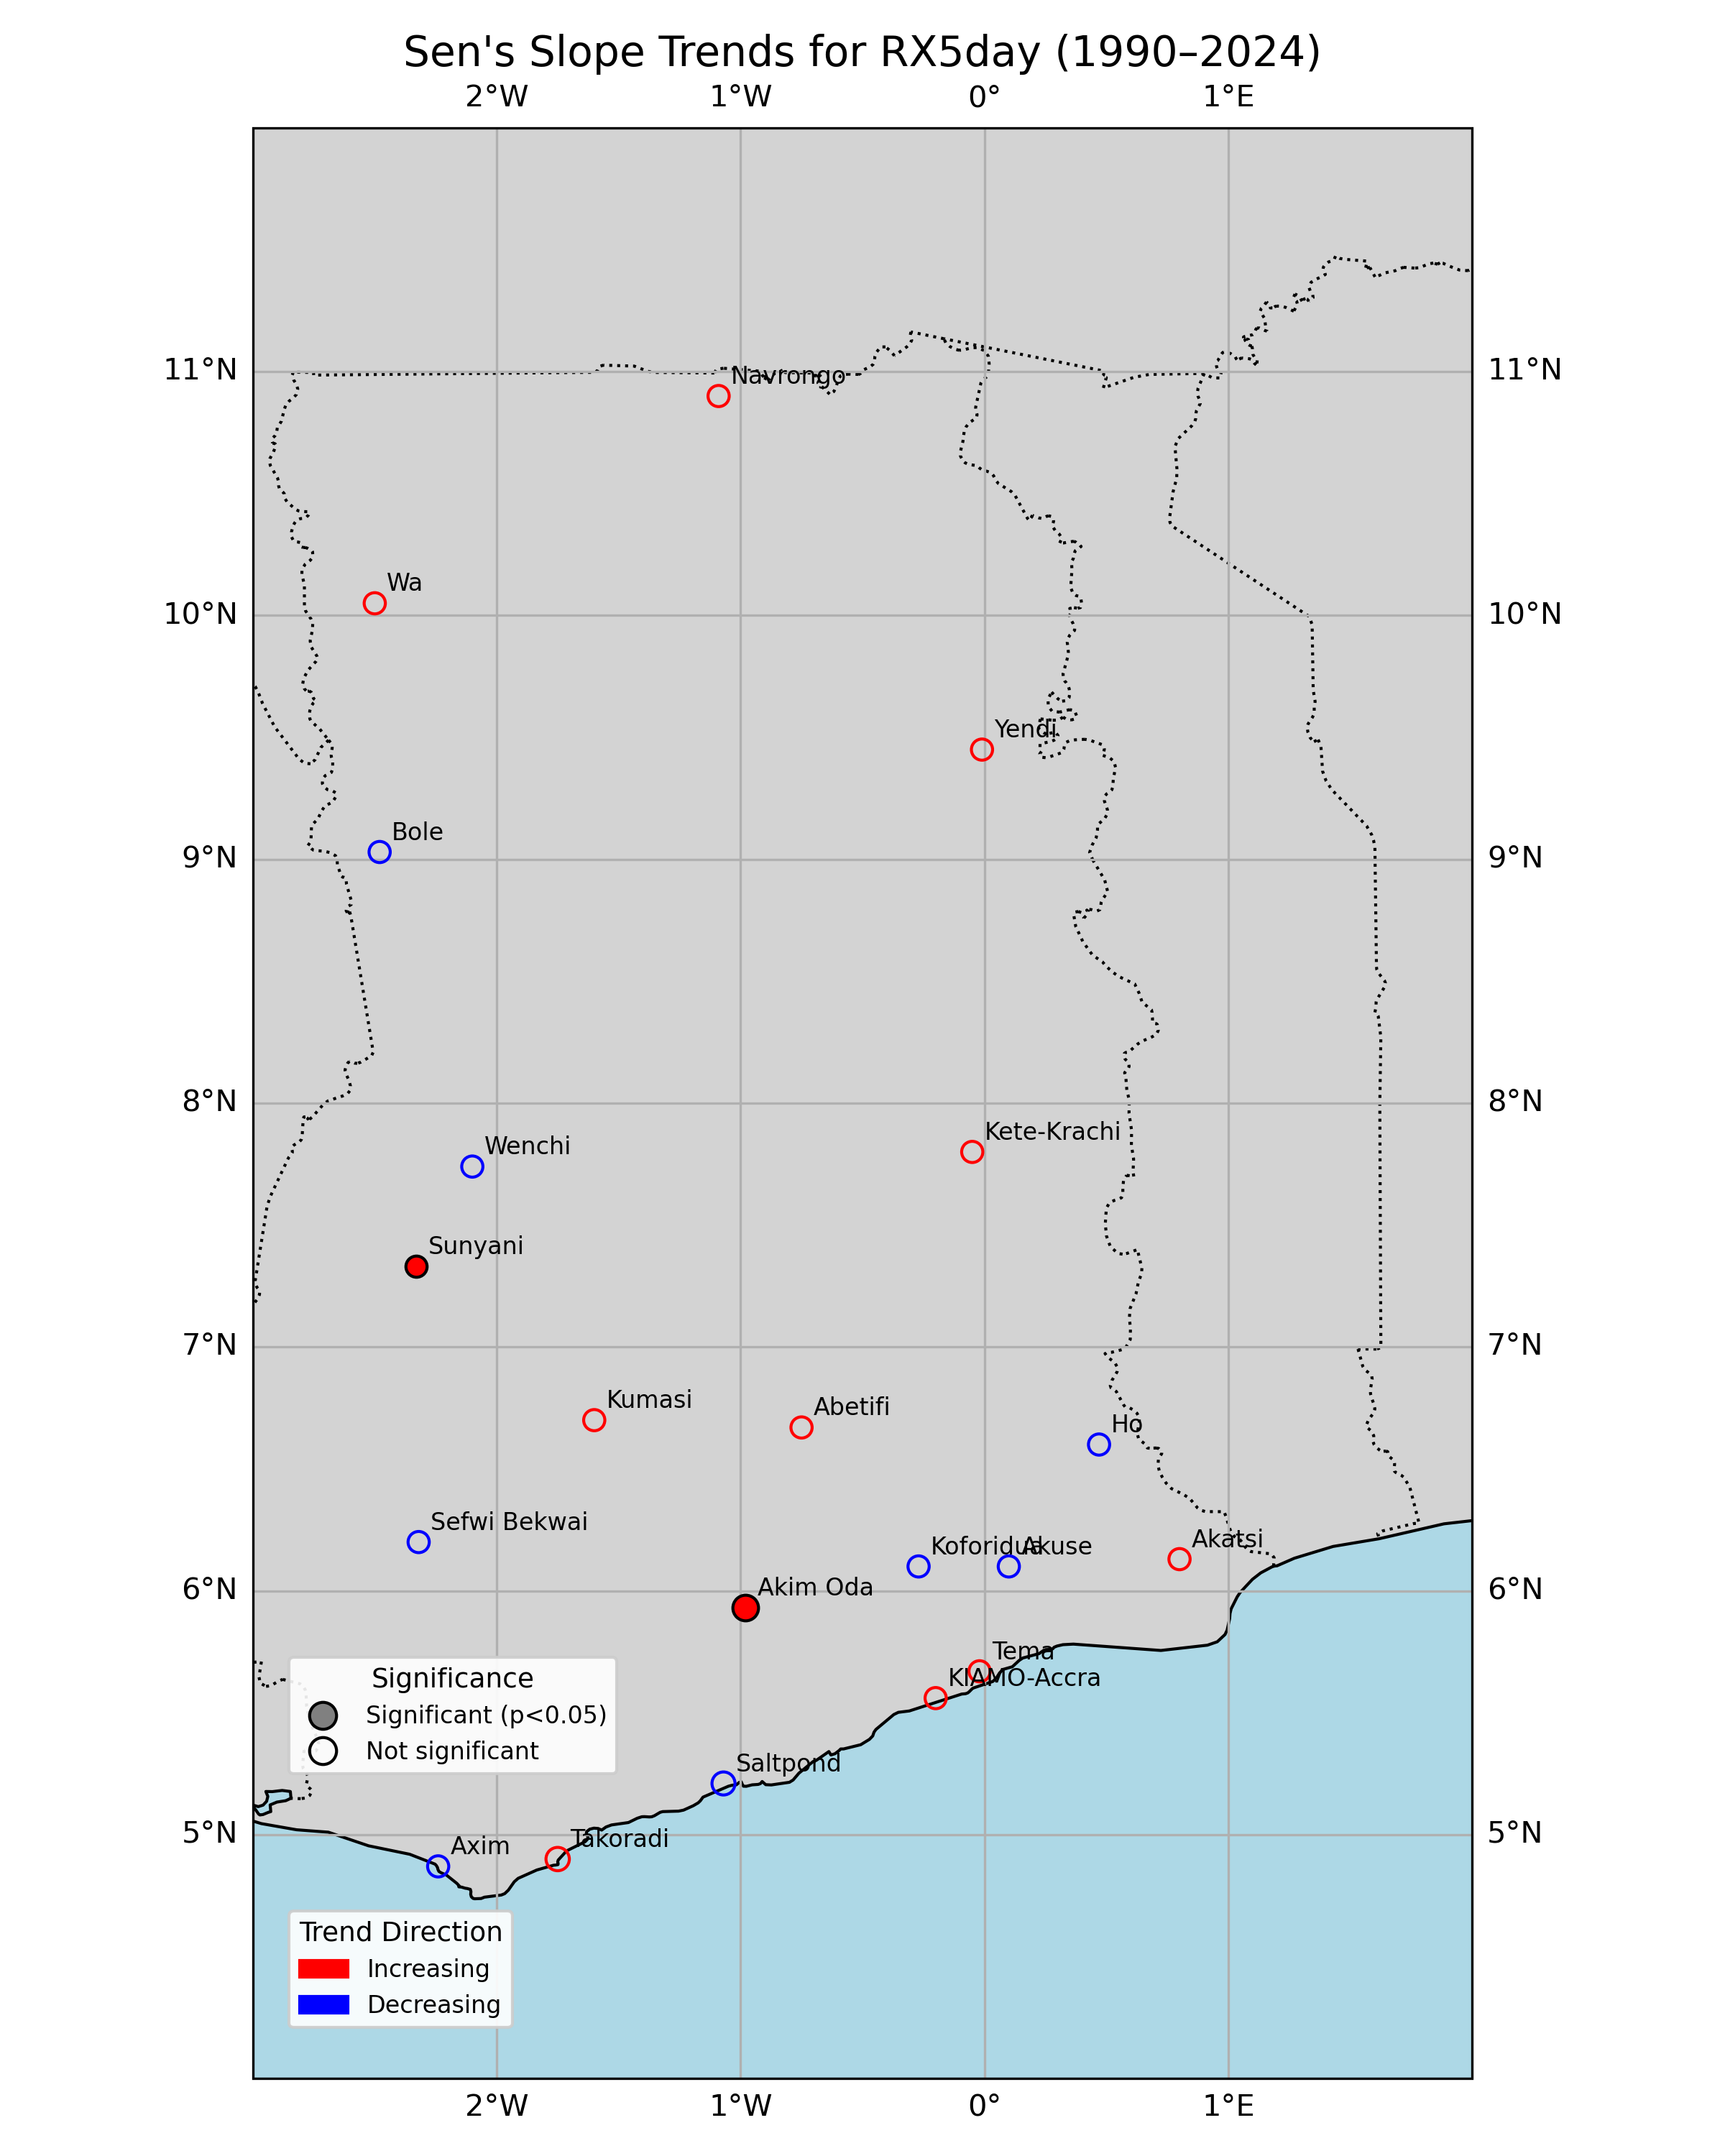 Sen's Slope Trends for RX5day (1990–2024)
2°W 1°W 0° 1°E
11°N 11°N
Navrongo
Wa
10°N 10°N
Yendi
Bole
9°N 9°N
8°N 8°N
Kete-Krachi
Wenchi
Sunyani
7°N 7°N
Kumasi
Abetifi
Ho
Sefwi Bekwai
Koforidua
Akuse
Akatsi
6°N 6°N
Akim Oda
Tema
KIAMO-Accra
Significance
Significant (p<0.05)
Not significant
Saltpond
5°N 5°N
Takoradi
Axim
Trend Direction
Increasing
Decreasing
2°W 1°W 0° 1°E